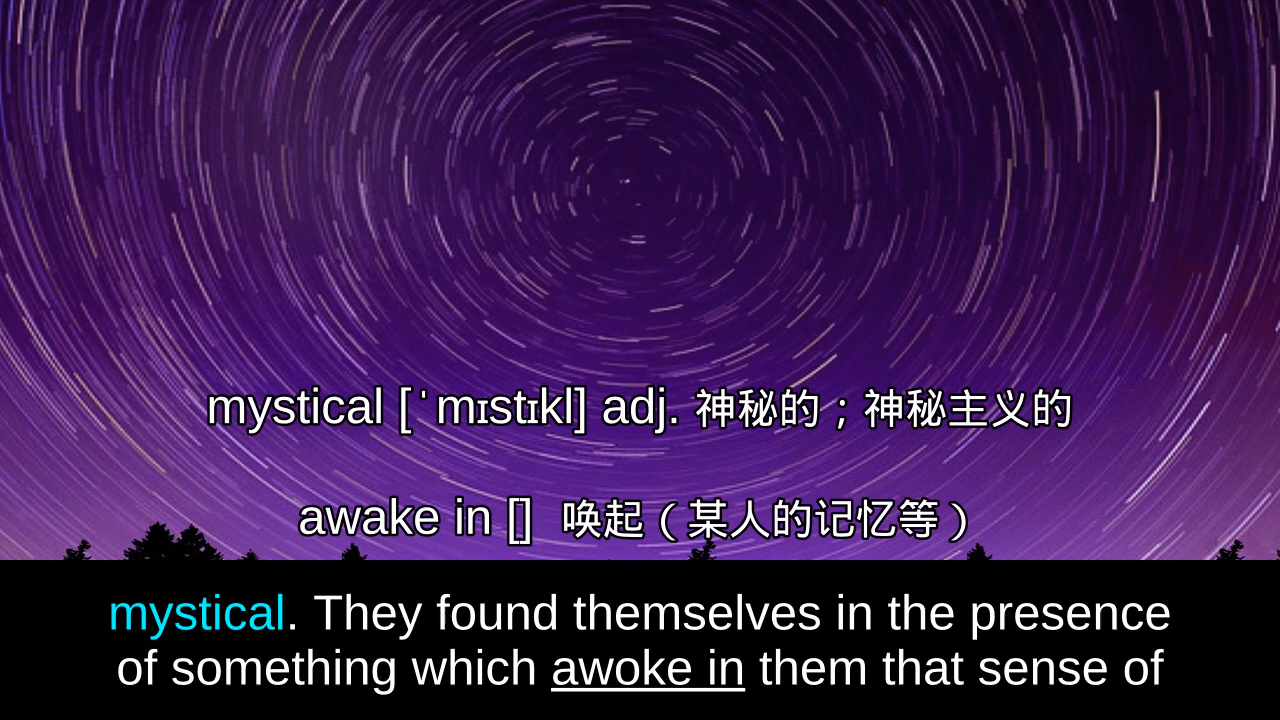 mystical [ˈmɪstɪkl] adj. 神秘的；神秘主义的
awake in [] 唤起（某人的记忆等）
mystical. They found themselves in the presence
of something which awoke in them that sense of